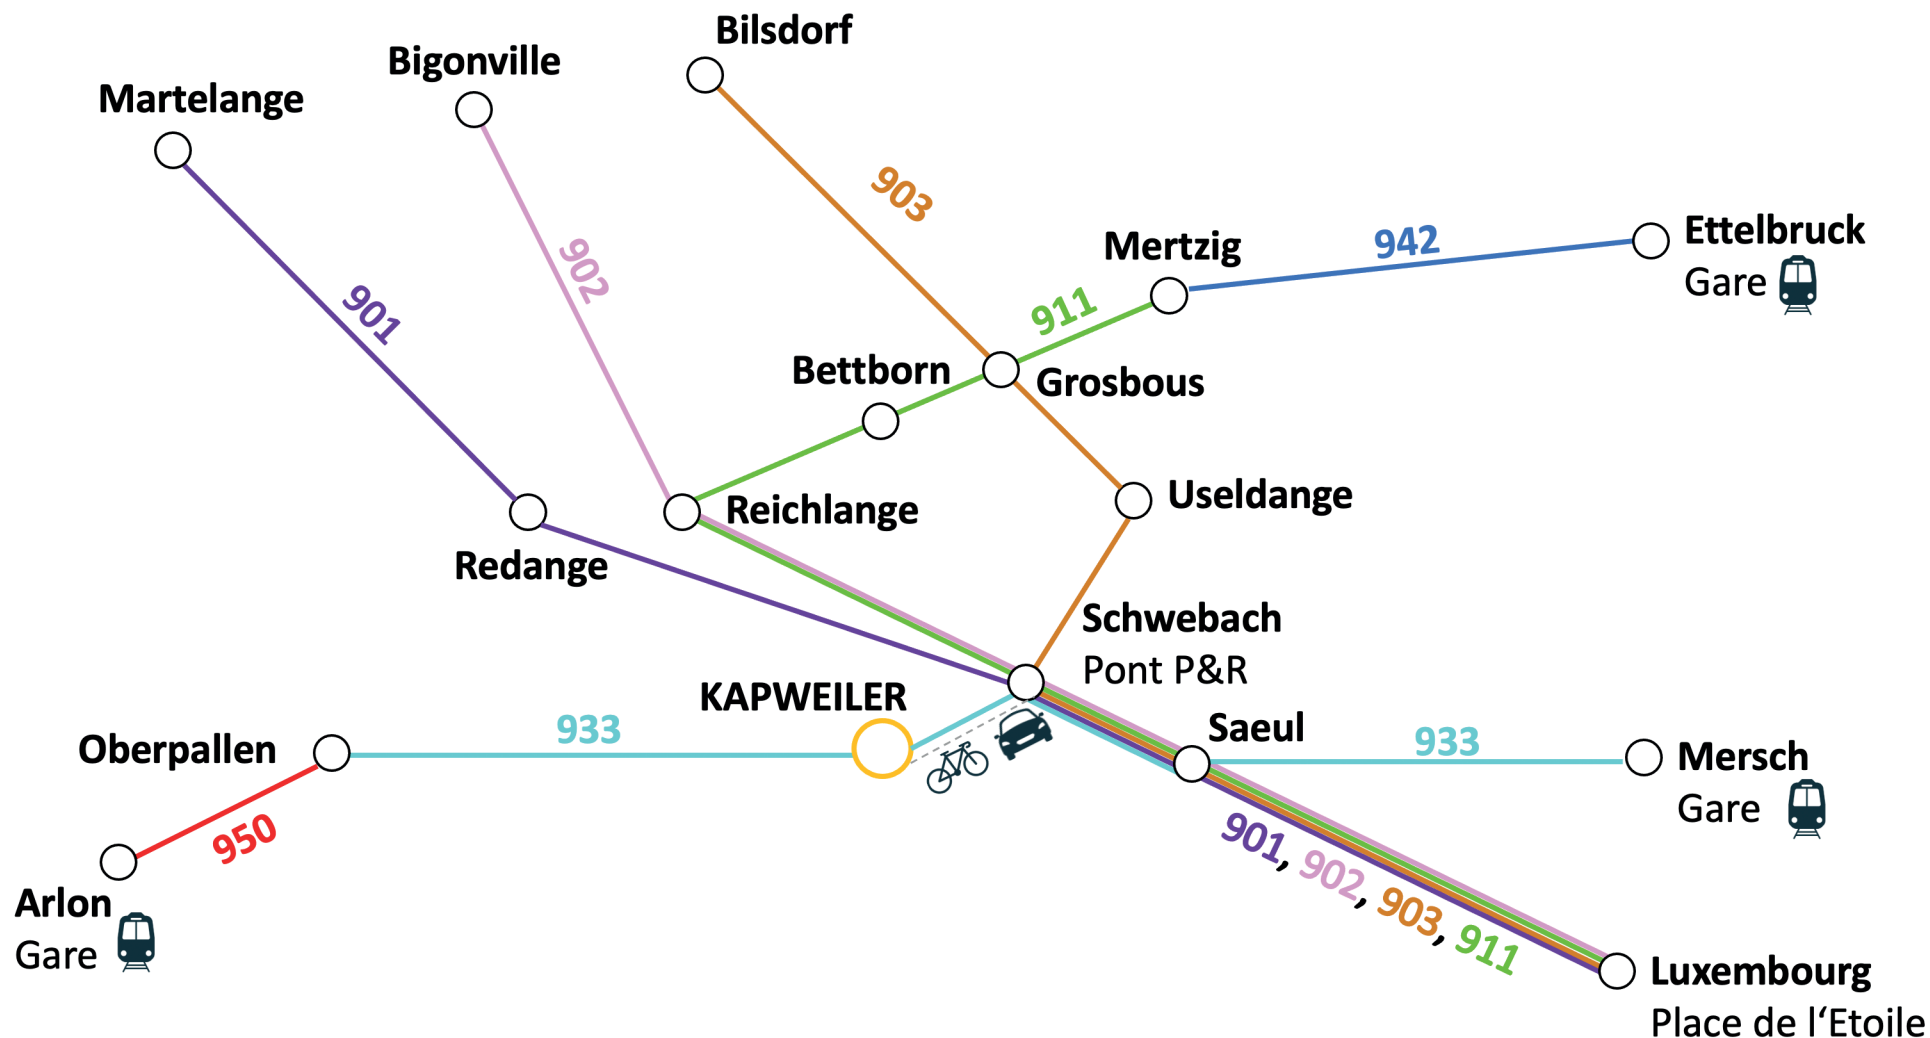 Bilsdorf
Bigonville
Martelange
903
902
901
Mertzig
942
Ettelbruck
Gare
911
Bettborn
Grosbous
Useldange
Reichlange
Redange
Schwebach
Pont P&R
KAPWEILER
Oberpallen
933
Saeul
933
Mersch
Gare
950
Arlon
Gare
901, 902, 903, 911
Luxembourg
Place de l‘Etoile